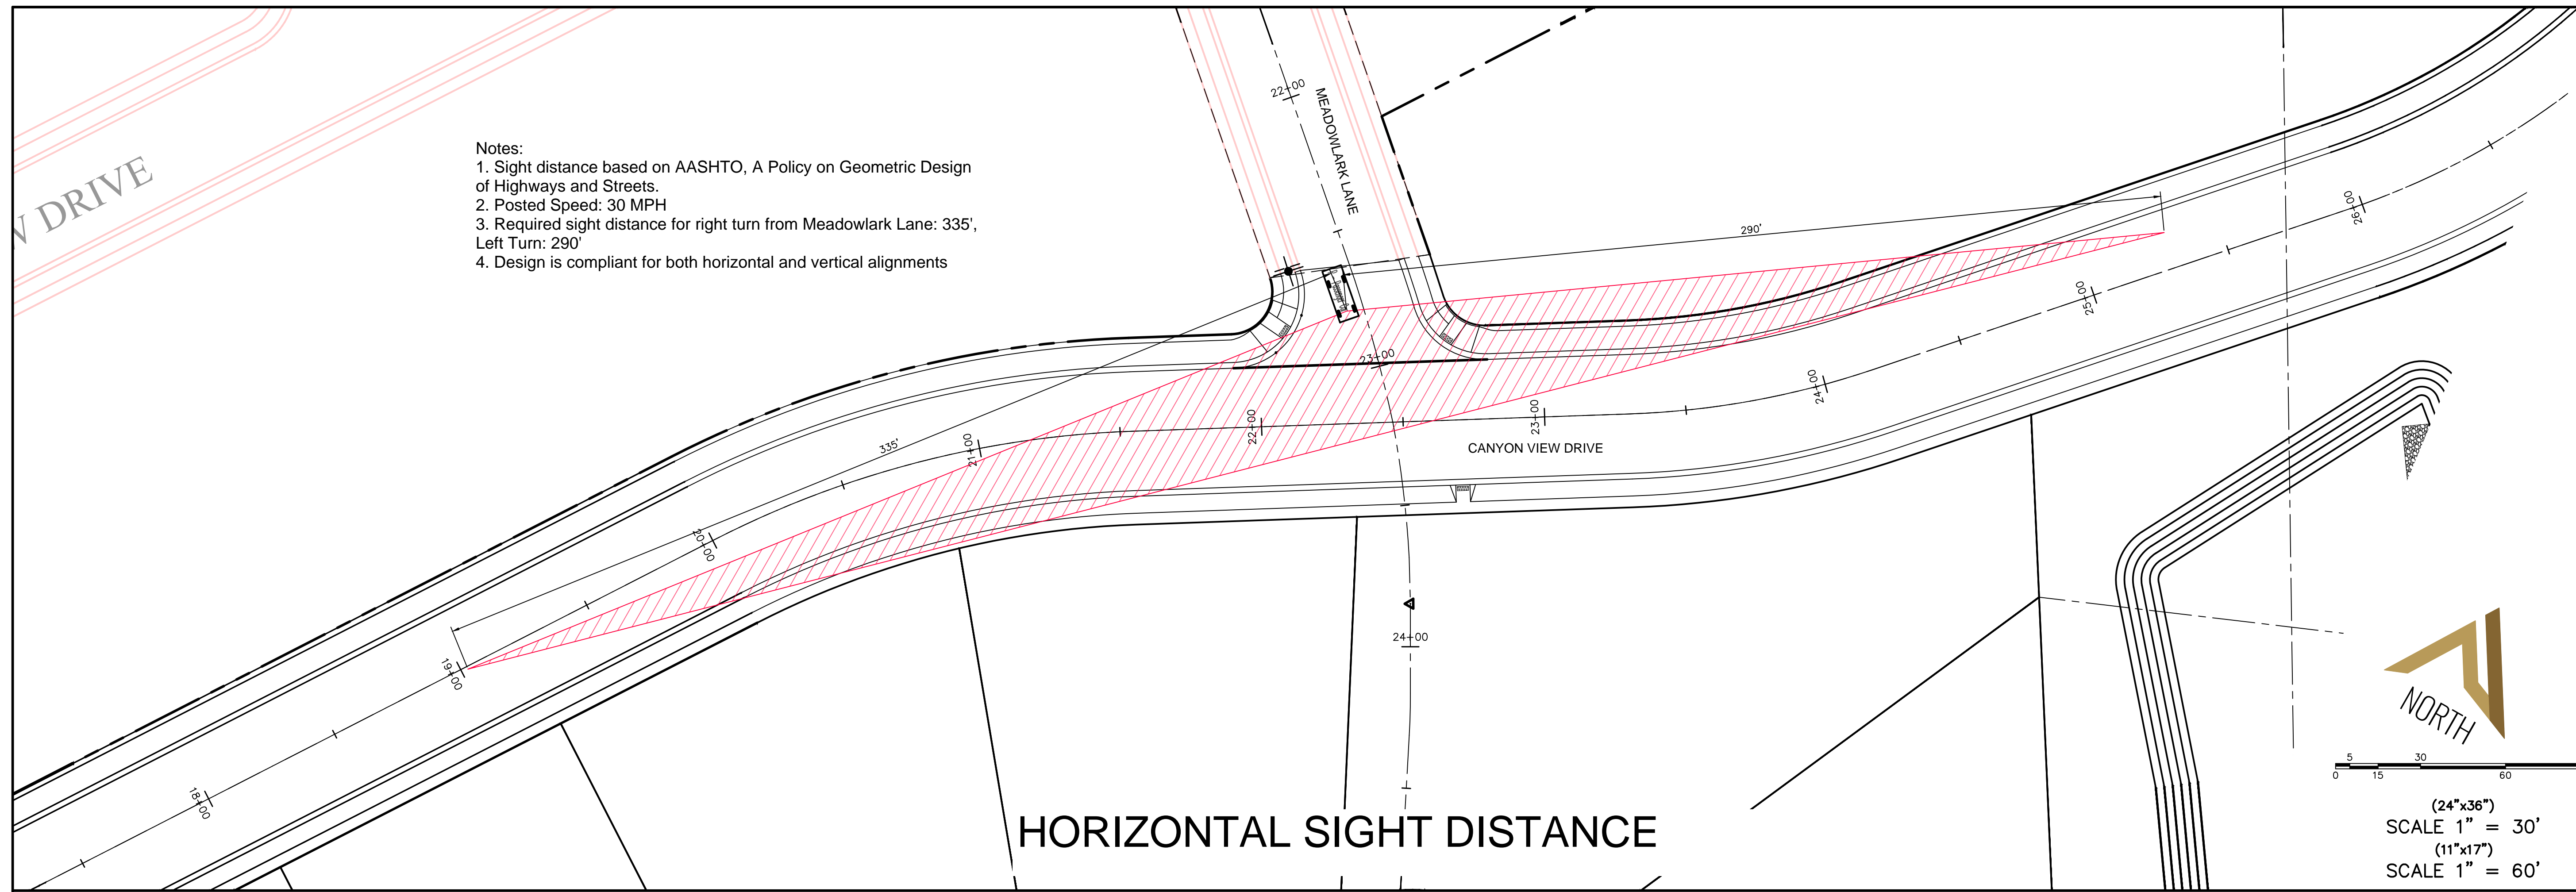 W DRIVE
Notes:
1. Sight distance based on AASHTO, A Policy on Geometric Design
of Highways and Streets.
2. Posted Speed: 30 MPH
3. Required sight distance for right turn from Meadowlark Lane: 335',
Left Turn: 290'
4. Design is compliant for both horizontal and vertical alignments
22+00
MEADOWLARK LANE
290'
23+00
335'
18+00
19+00
20+00
21+00
22+00
23+00
24+00
25+00
26+00
CANYON VIEW DRIVE
24+00
HORIZONTAL SIGHT DISTANCE
NORTH
5 30
0 15 60
(24"x36")
SCALE 1" = 30'
(11"x17")
SCALE 1" = 60'